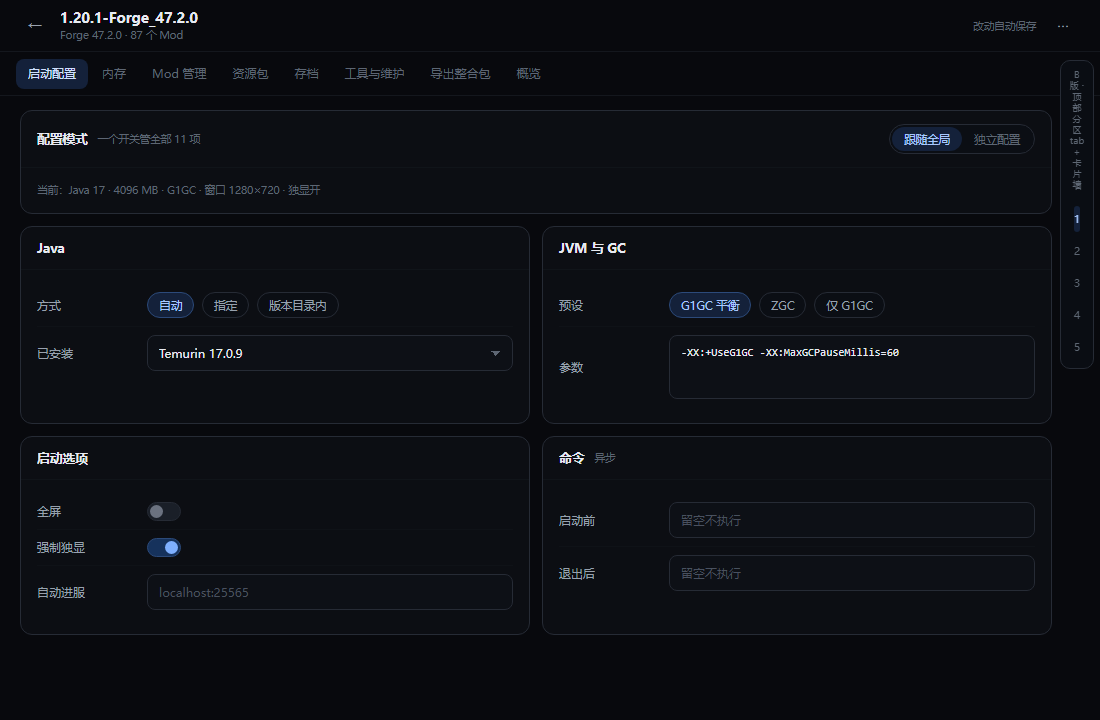 ←
1.20.1-Forge_47.2.0
Forge 47.2.0 · 87 个 Mod
改动自动保存
...
启动配置 内存 Mod 管理 资源包 存档 工具与维护 导出整合包 概览
配置模式 一个开关管全部 11 项
跟随全局 独立配置
当前：Java 17 · 4096 MB · G1GC · 窗口 1280×720 · 独显开
Java
方式 自动 指定 版本目录内
已安装 Temurin 17.0.9
JVM 与 GC
预设 G1GC 平衡 ZGC 仅 G1GC
参数 -XX:+UseG1GC -XX:MaxGCPauseMillis=60
启动选项
全屏
强制独显
自动进服 localhost:25565
命令 异步
启动前 留空不执行
退出后 留空不执行
B
版 ·
顶
部
分
区
tab
+
卡
片
墙
1
2
3
4
5